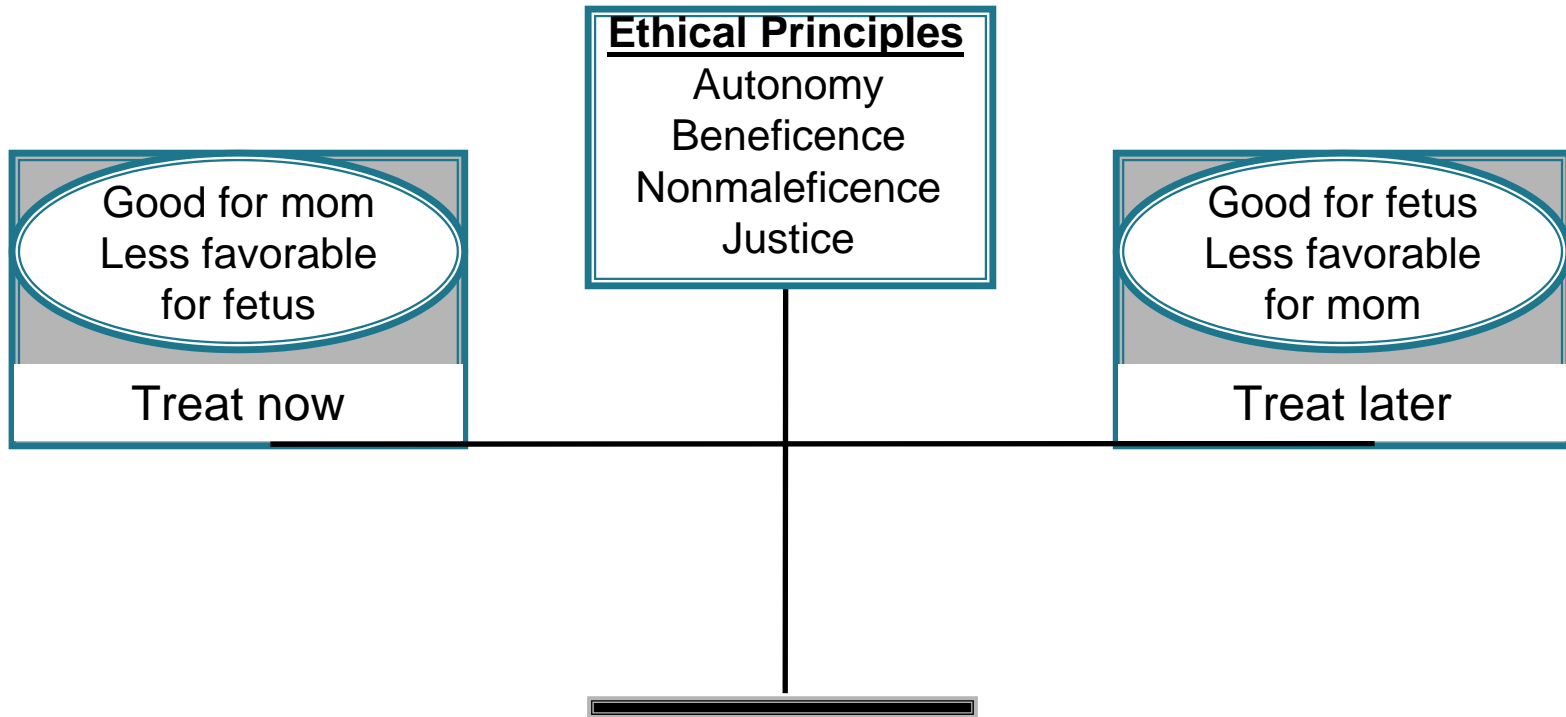 Ethical Principles
Autonomy
Beneficence
Nonmaleficence
Justice
Good for mom
Less favorable
for fetus
Treat now
Good for fetus
Less favorable
for mom
Treat later